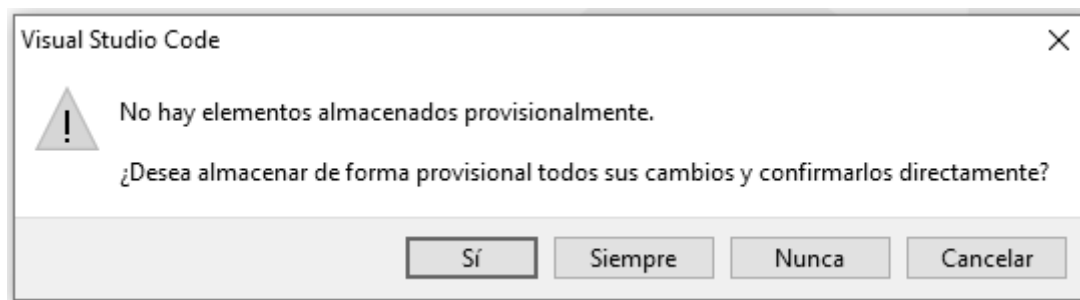 Visual Studio Code
No hay elementos almacenados provisionalmente.
¿Desea almacenar de forma provisional todos sus cambios y confirmarlos directamente?
Sí Siempre Nunca Cancelar